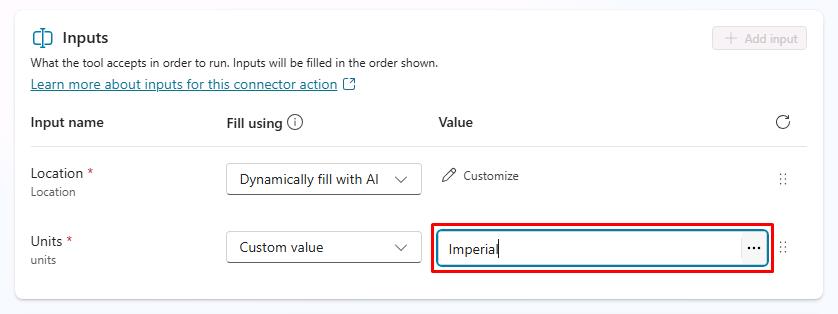 Inputs
+ Add input
What the tool accepts in order to run. Inputs will be filled in the order shown.
Learn more about inputs for this connector action
Input name Fill using Value
Location * Dynamically fill with AI Customize
Location
Units * Custom value Imperial ...
units